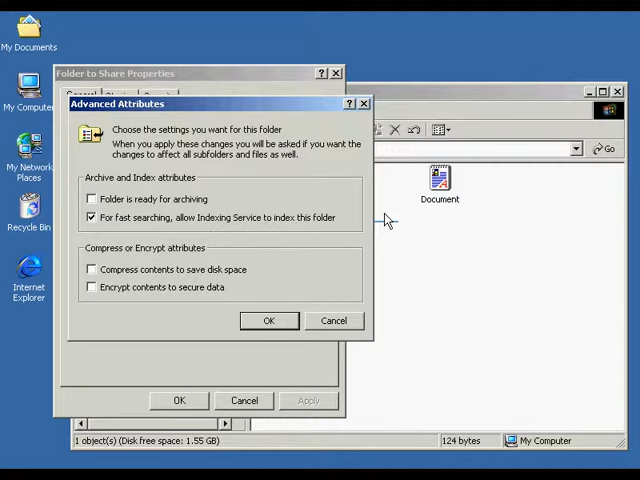 My Documents
My Computer
My Network
Places
Recycle Bin
Internet
Explorer
Folder to Share Properties
Advanced Attributes
Choose the settings you want for this folder
When you apply these changes you will be asked if you want the
changes to affect all subfolders and files as well.
Archive and Index attributes
Folder is ready for archiving
For fast searching, allow Indexing Service to index this folder
Compress or Encrypt attributes
Compress contents to save disk space
Encrypt contents to secure data
OK Cancel
OK Cancel Apply
Go
Document
1 object(s) (Disk free space: 1.55 GB) 124 bytes My Computer